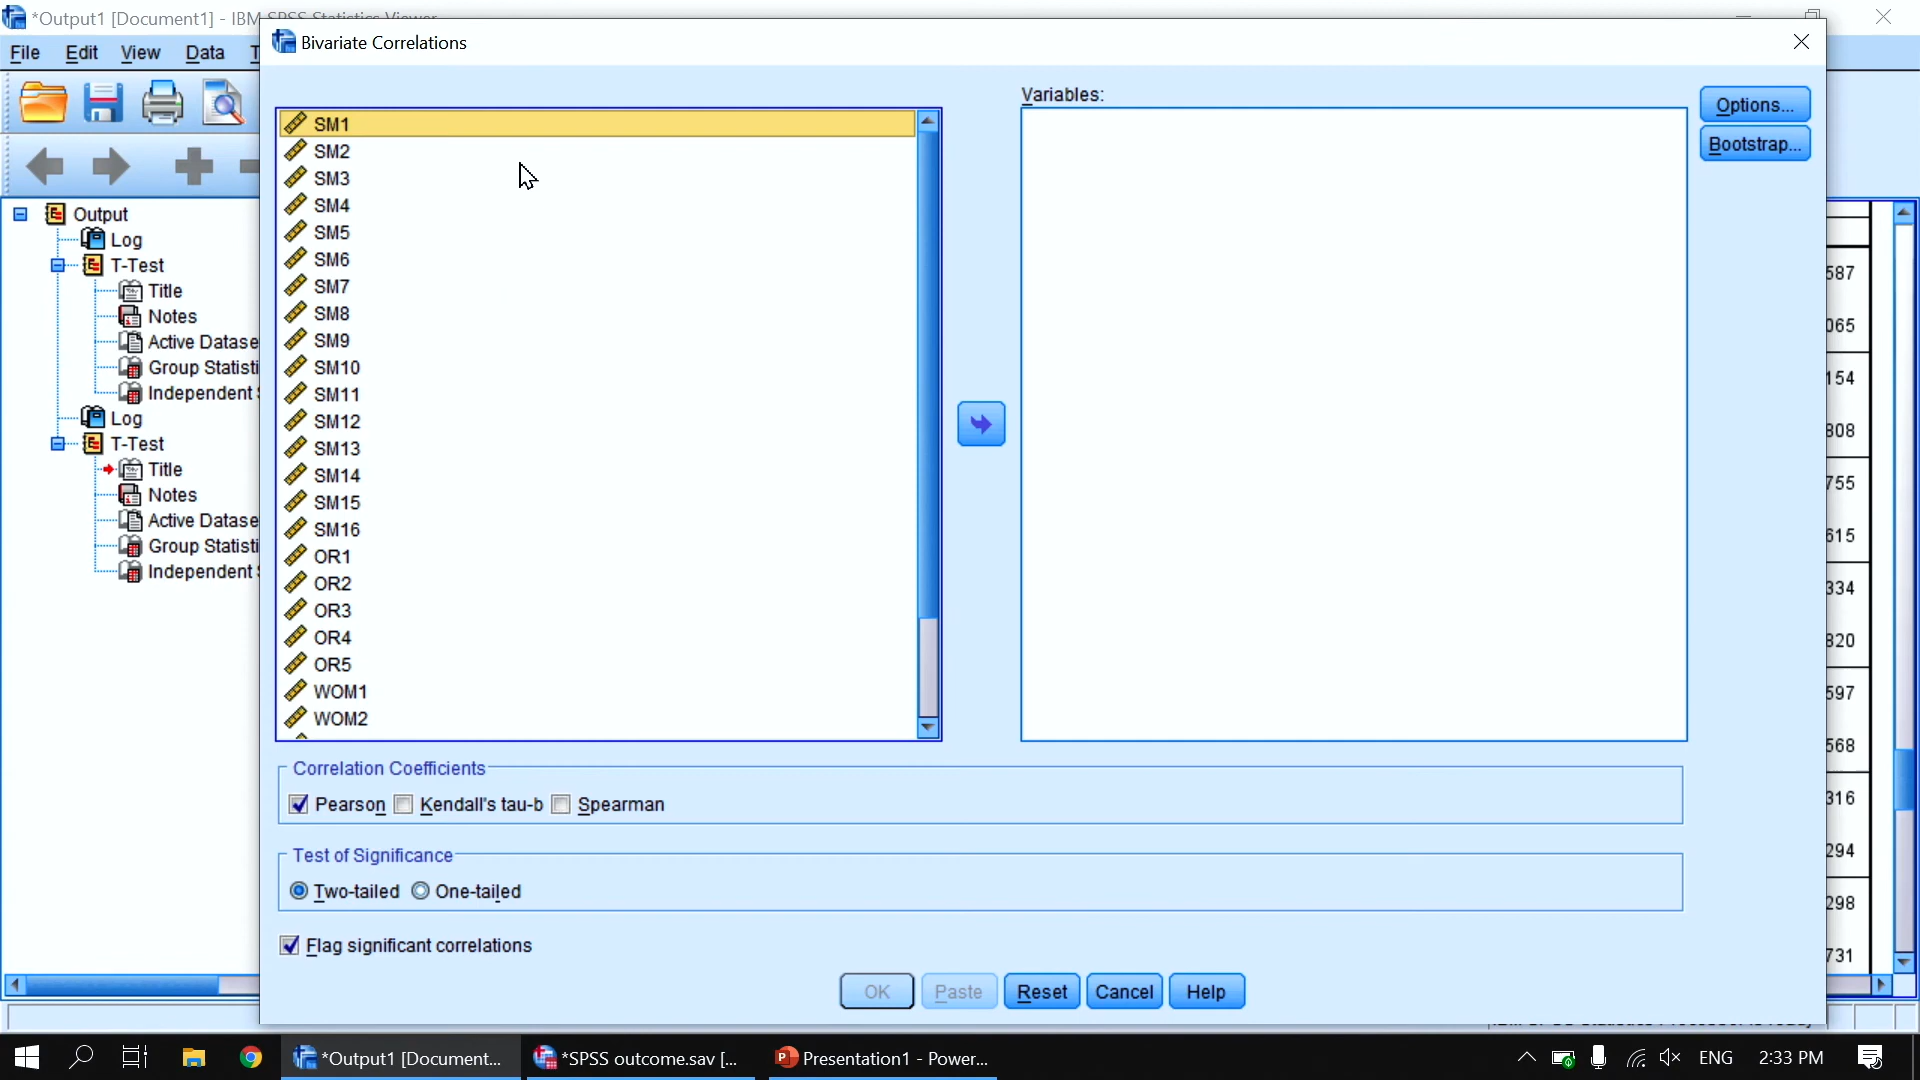 *Output1 [Document1] - IBM SPSS Statistics Viewer
Bivariate Correlations
File Edit View Data
Variables:
Options...
Bootstrap...
SM1
SM2
SM3
SM4
SM5
SM6
SM7
SM8
SM9
SM10
SM11
SM12
SM13
SM14
SM15
SM16
OR1
OR2
OR3
OR4
OR5
WOM1
WOM2
Output
Log
T-Test
Title
Notes
Active Datase
Group Statisti
Independent
Log
T-Test
Title
Notes
Active Datase
Group Statisti
Independent
587
065
154
808
755
615
334
820
597
568
316
294
298
731
Correlation Coefficients
Pearson Kendall's tau-b Spearman
Test of Significance
Two-tailed One-tailed
Flag significant correlations
OK Paste Reset Cancel Help
*Output1 [Document... *SPSS outcome.sav [... Presentation1 - Power... ENG 2:33 PM